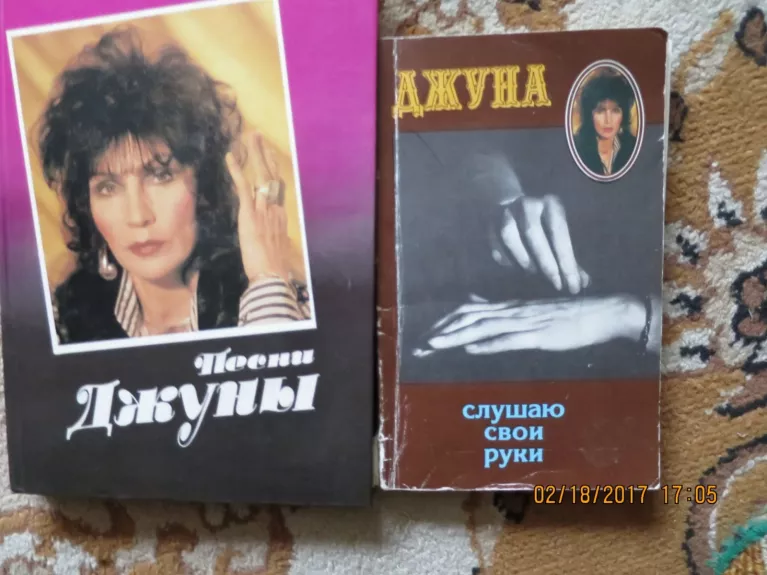 Песни
Джуны
ДЖУНА
слушаю
свои
руки
02/18/2017 17:05